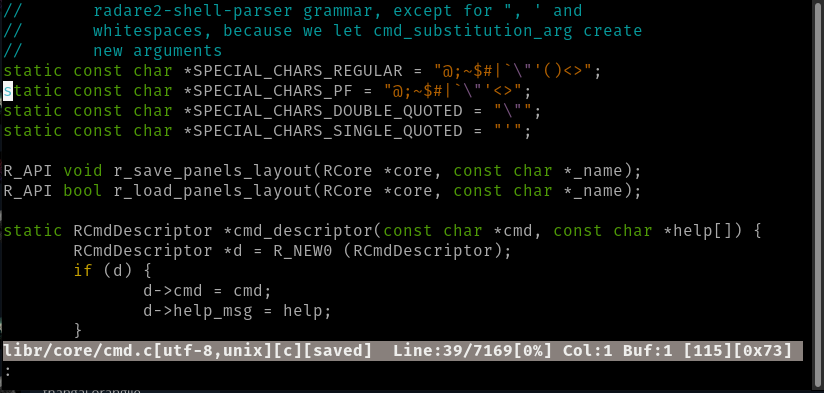 //       radare2-shell-parser grammar, except for ", ' and
//       whitespaces, because we let cmd_substitution_arg create
//       new arguments
static const char *SPECIAL_CHARS_REGULAR = "@;~$#|`\"'()<>";
static const char *SPECIAL_CHARS_PF = "@;~$#|`\"'<>";
static const char *SPECIAL_CHARS_DOUBLE_QUOTED = "\"";
static const char *SPECIAL_CHARS_SINGLE_QUOTED = "'";

R_API void r_save_panels_layout(RCore *core, const char *_name);
R_API bool r_load_panels_layout(RCore *core, const char *_name);

static RCmdDescriptor *cmd_descriptor(const char *cmd, const char *help[]) {
       RCmdDescriptor *d = R_NEW0 (RCmdDescriptor);
       if (d) {
              d->cmd = cmd;
              d->help_msg = help;
       }
libr/core/cmd.c[utf-8,unix][c][saved]  Line:39/7169[0%] Col:1 Buf:1 [115][0x73]
: